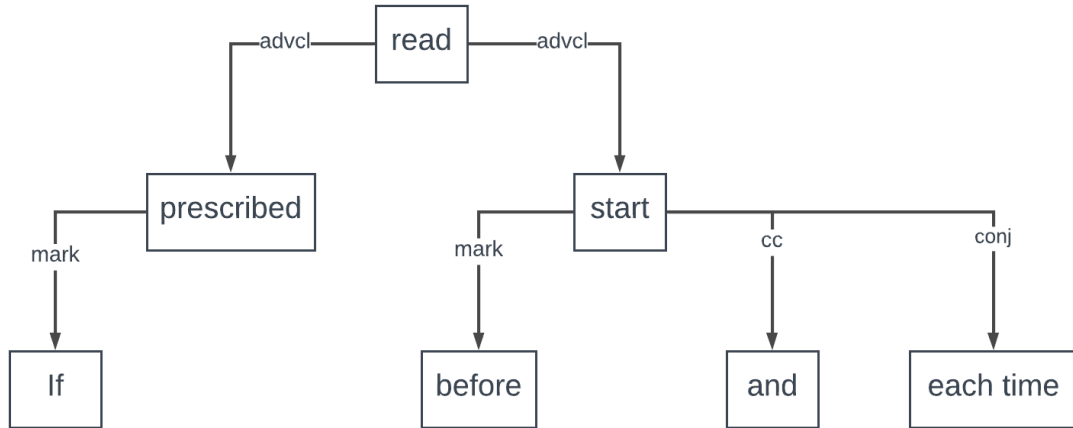 read
advcl advcl
prescribed start
mark mark cc conj
If before and each time